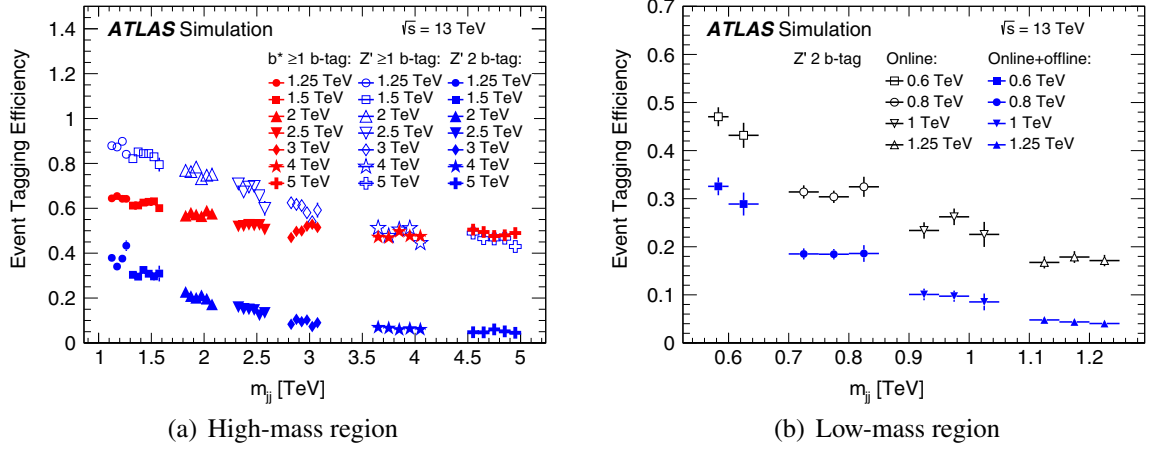 ATLAS Simulation
√s = 13 TeV
b* ≥1 b-tag: Z' ≥1 b-tag: Z' 2 b-tag:
1.25 TeV 1.25 TeV 1.25 TeV
1.5 TeV 1.5 TeV 1.5 TeV
2 TeV 2 TeV 2 TeV
2.5 TeV 2.5 TeV 2.5 TeV
3 TeV 3 TeV 3 TeV
4 TeV 4 TeV 4 TeV
5 TeV 5 TeV 5 TeV
Event Tagging Efficiency
1.4
1.2
1
0.8
0.6
0.4
0.2
0
1 1.5 2 2.5 3 3.5 4 4.5 5
m_jj [TeV]
(a) High-mass region
ATLAS Simulation
√s = 13 TeV
Z' 2 b-tag Online: Online+offline:
0.6 TeV 0.6 TeV
0.8 TeV 0.8 TeV
1 TeV 1 TeV
1.25 TeV 1.25 TeV
Event Tagging Efficiency
0.7
0.6
0.5
0.4
0.3
0.2
0.1
0
0.6 0.7 0.8 0.9 1 1.1 1.2
m_jj [TeV]
(b) Low-mass region